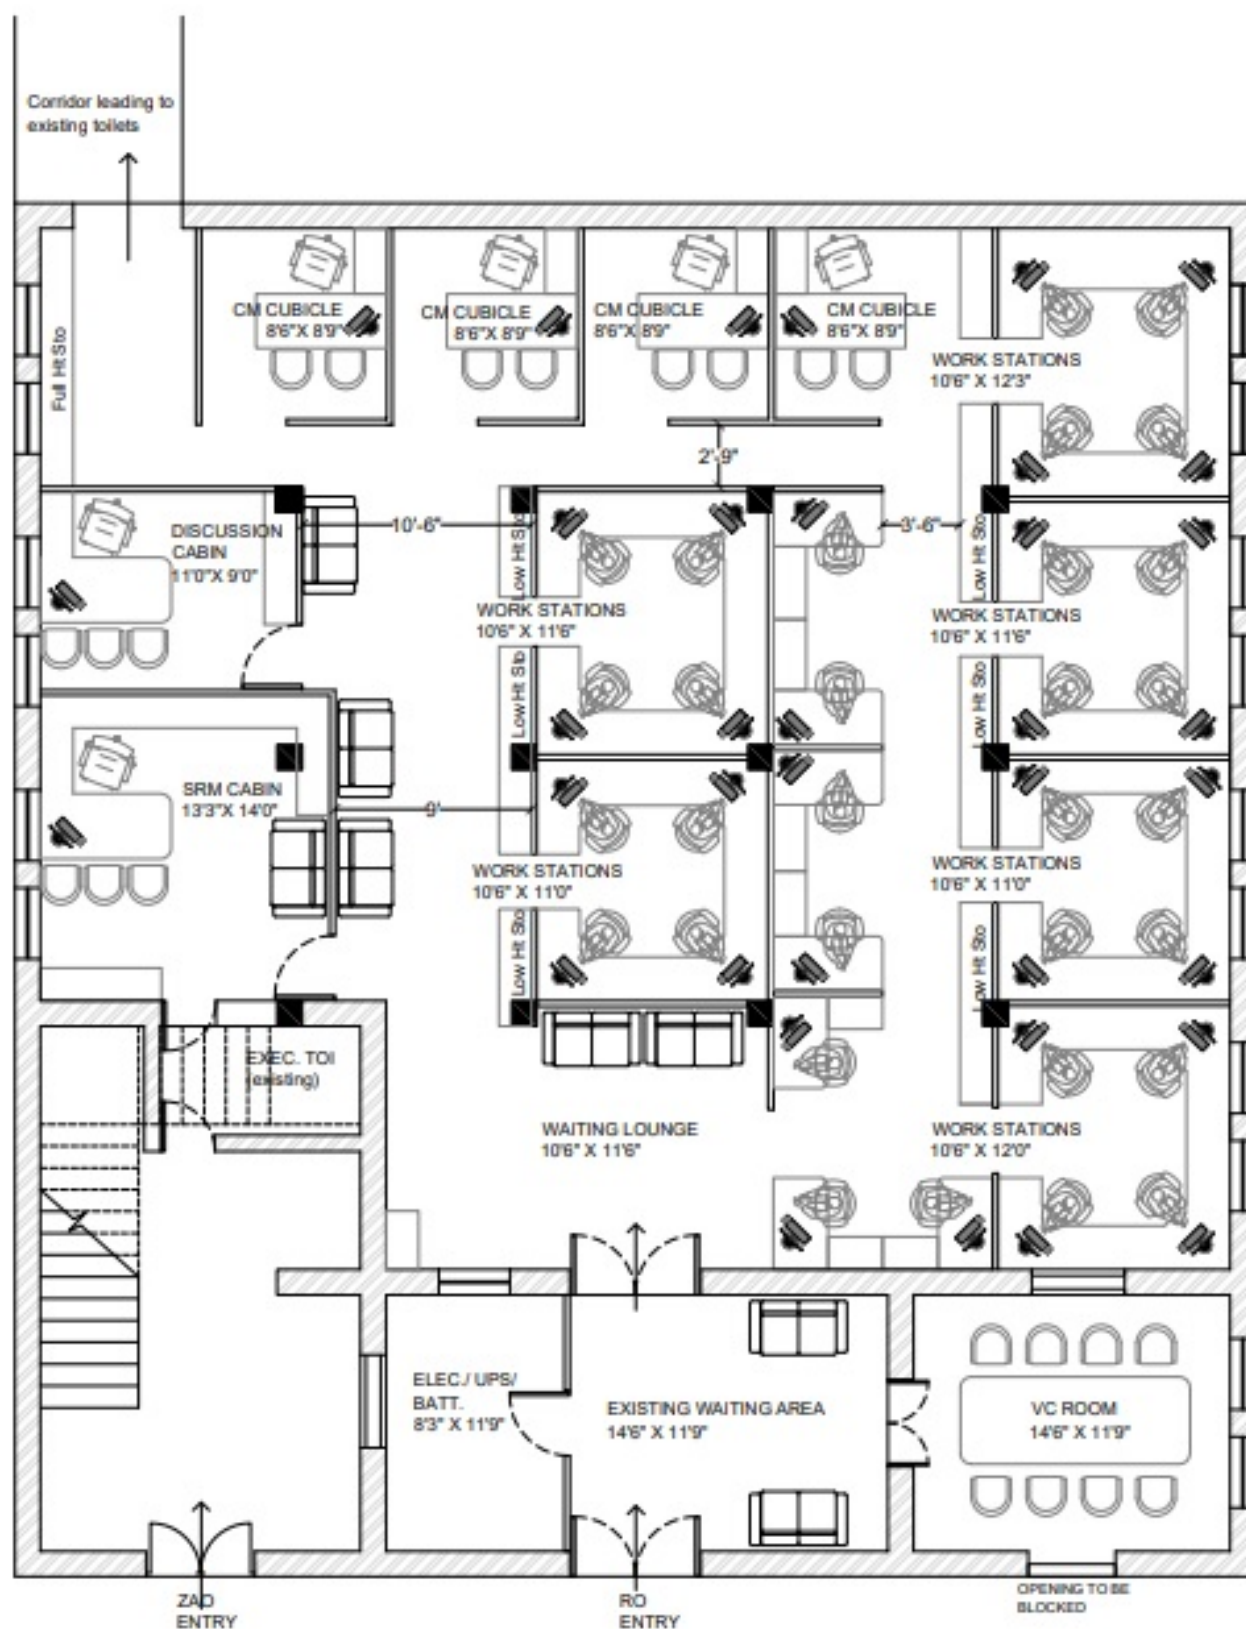 Corridor leading to
existing toilets
Full Ht Sto
CM CUBICLE
8'6"X 8'9"
CM CUBICLE
8'6"X 8'9"
CM CUBICLE
8'6"X 8'9"
CM CUBICLE
8'6"X 8'9"
WORK STATIONS
10'6" X 12'3"
2'-9"
DISCUSSION
CABIN
11'0"X 9'0"
10'-6"
Low Ht Sto
3'-6"
Low Ht Sto
WORK STATIONS
10'6" X 11'6"
WORK STATIONS
10'6" X 11'6"
Low Ht Sto
Low Ht Sto
SRM CABIN
13'3"X 14'0"
9'
WORK STATIONS
10'6" X 11'0"
WORK STATIONS
10'6" X 11'0"
Low Ht Sto
Low Ht Sto
EXEC. TOI
(existing)
WAITING LOUNGE
10'6" X 11'6"
WORK STATIONS
10'6" X 12'0"
ELEC./ UPS/
BATT.
8'3" X 11'9"
EXISTING WAITING AREA
14'6" X 11'9"
VC ROOM
14'6" X 11'9"
ZAO
ENTRY
RO
ENTRY
OPENING TO BE
BLOCKED